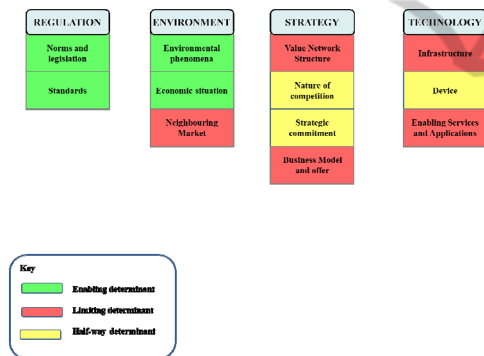 REGULATION
Norms and
legislation
Standards
ENVIRONMENT
Environmental
phenomena
Economic situation
Neighbouring
Market
STRATEGY
Value Network
Structure
Nature of
competition
Strategic
commitment
Business Model
and offer
TECHNOLOGY
Infrastructure
Device
Enabling Services
and Applications
Key
Enabling determinant
Limiting determinant
Half-way determinant